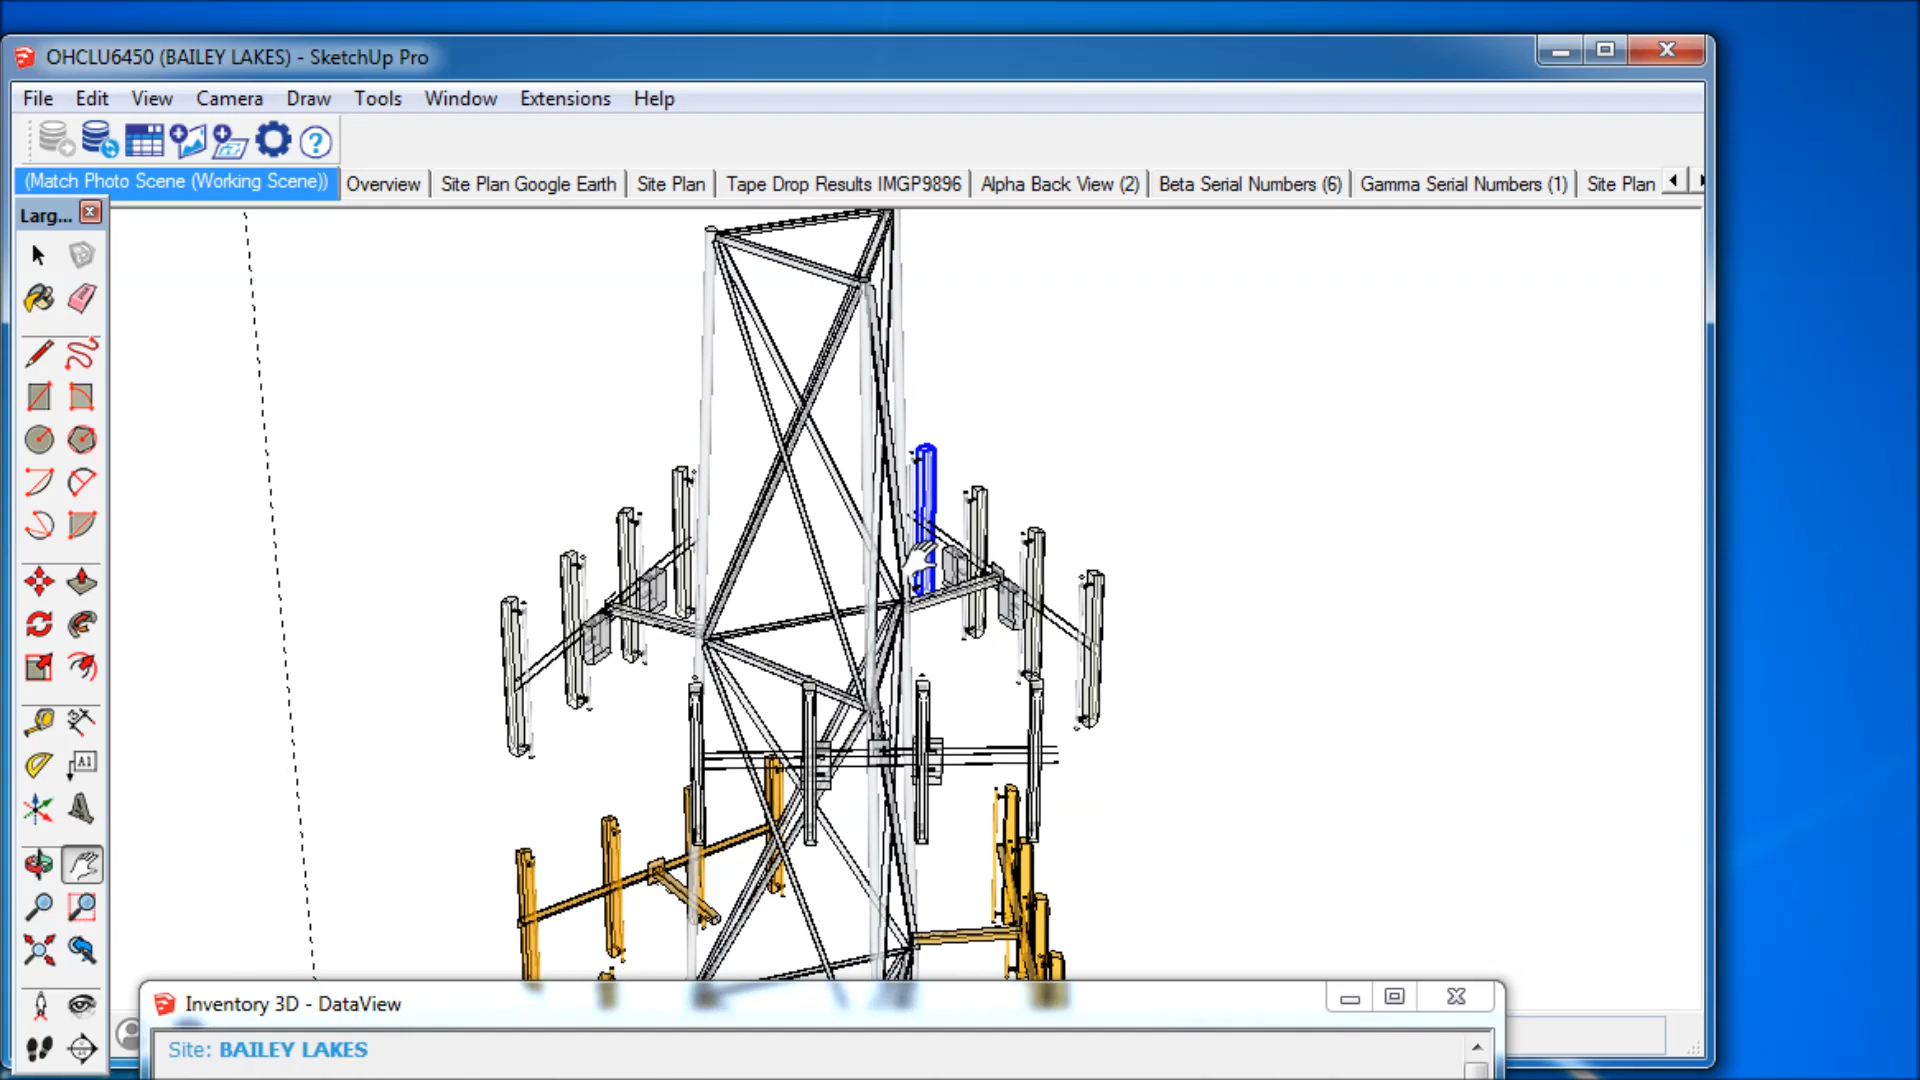 OHCLU6450 (BAILEY LAKES) - SketchUp Pro
File Edit View Camera Draw Tools Window Extensions Help
(Match Photo Scene (Working Scene)) Overview Site Plan Google Earth Site Plan Tape Drop Results IMGP9896 Alpha Back View (2) Beta Serial Numbers (6) Gamma Serial Numbers (1) Site Plan
Larg...
A1
Inventory 3D - DataView
Site: BAILEY LAKES